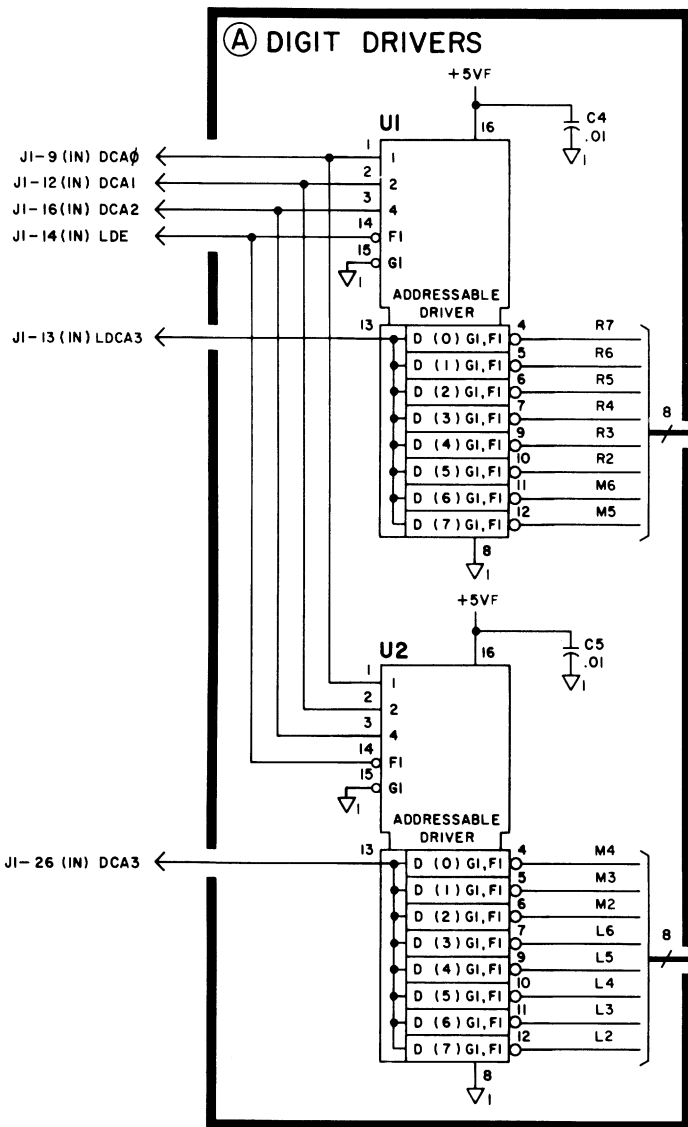 A DIGIT DRIVERS
+5VF
U1
16
C4
.01
1
J1-9 (IN) DCAØ
1
1
J1-12 (IN) DCA1
2
2
J1-16 (IN) DCA2
3
4
J1-14 (IN) LDE
14
F1
15
G1
1
ADDRESSABLE
DRIVER
J1-13 (IN) LDCA3
13
D (0) G1,F1 4 R7
D (1) G1,F1 5 R6
D (2) G1,F1 6 R5
D (3) G1,F1 7 R4
D (4) G1,F1 9 R3
D (5) G1,F1 10 R2
D (6) G1,F1 11 M6
D (7) G1,F1 12 M5
8
8
1
+5VF
U2
16
C5
.01
1
1
1
2
2
3
4
14
F1
15
G1
1
ADDRESSABLE
DRIVER
J1-26 (IN) DCA3
13
D (0) G1,F1 4 M4
D (1) G1,F1 5 M3
D (2) G1,F1 6 M2
D (3) G1,F1 7 L6
D (4) G1,F1 9 L5
D (5) G1,F1 10 L4
D (6) G1,F1 11 L3
D (7) G1,F1 12 L2
8
8
1